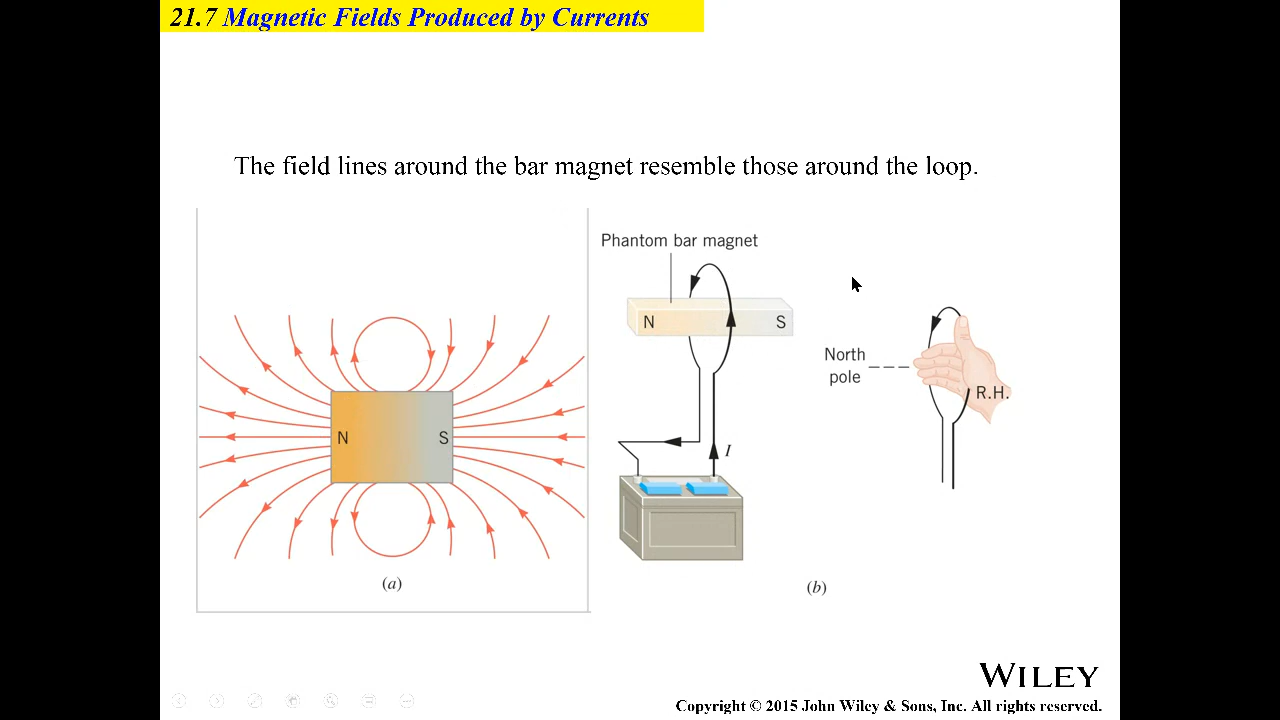 21.7 Magnetic Fields Produced by Currents
The field lines around the bar magnet resemble those around the loop.
Phantom bar magnet
N
S
North
pole
R.H.
N
S
I
(a)
(b)
WILEY
Copyright © 2015 John Wiley & Sons, Inc. All rights reserved.